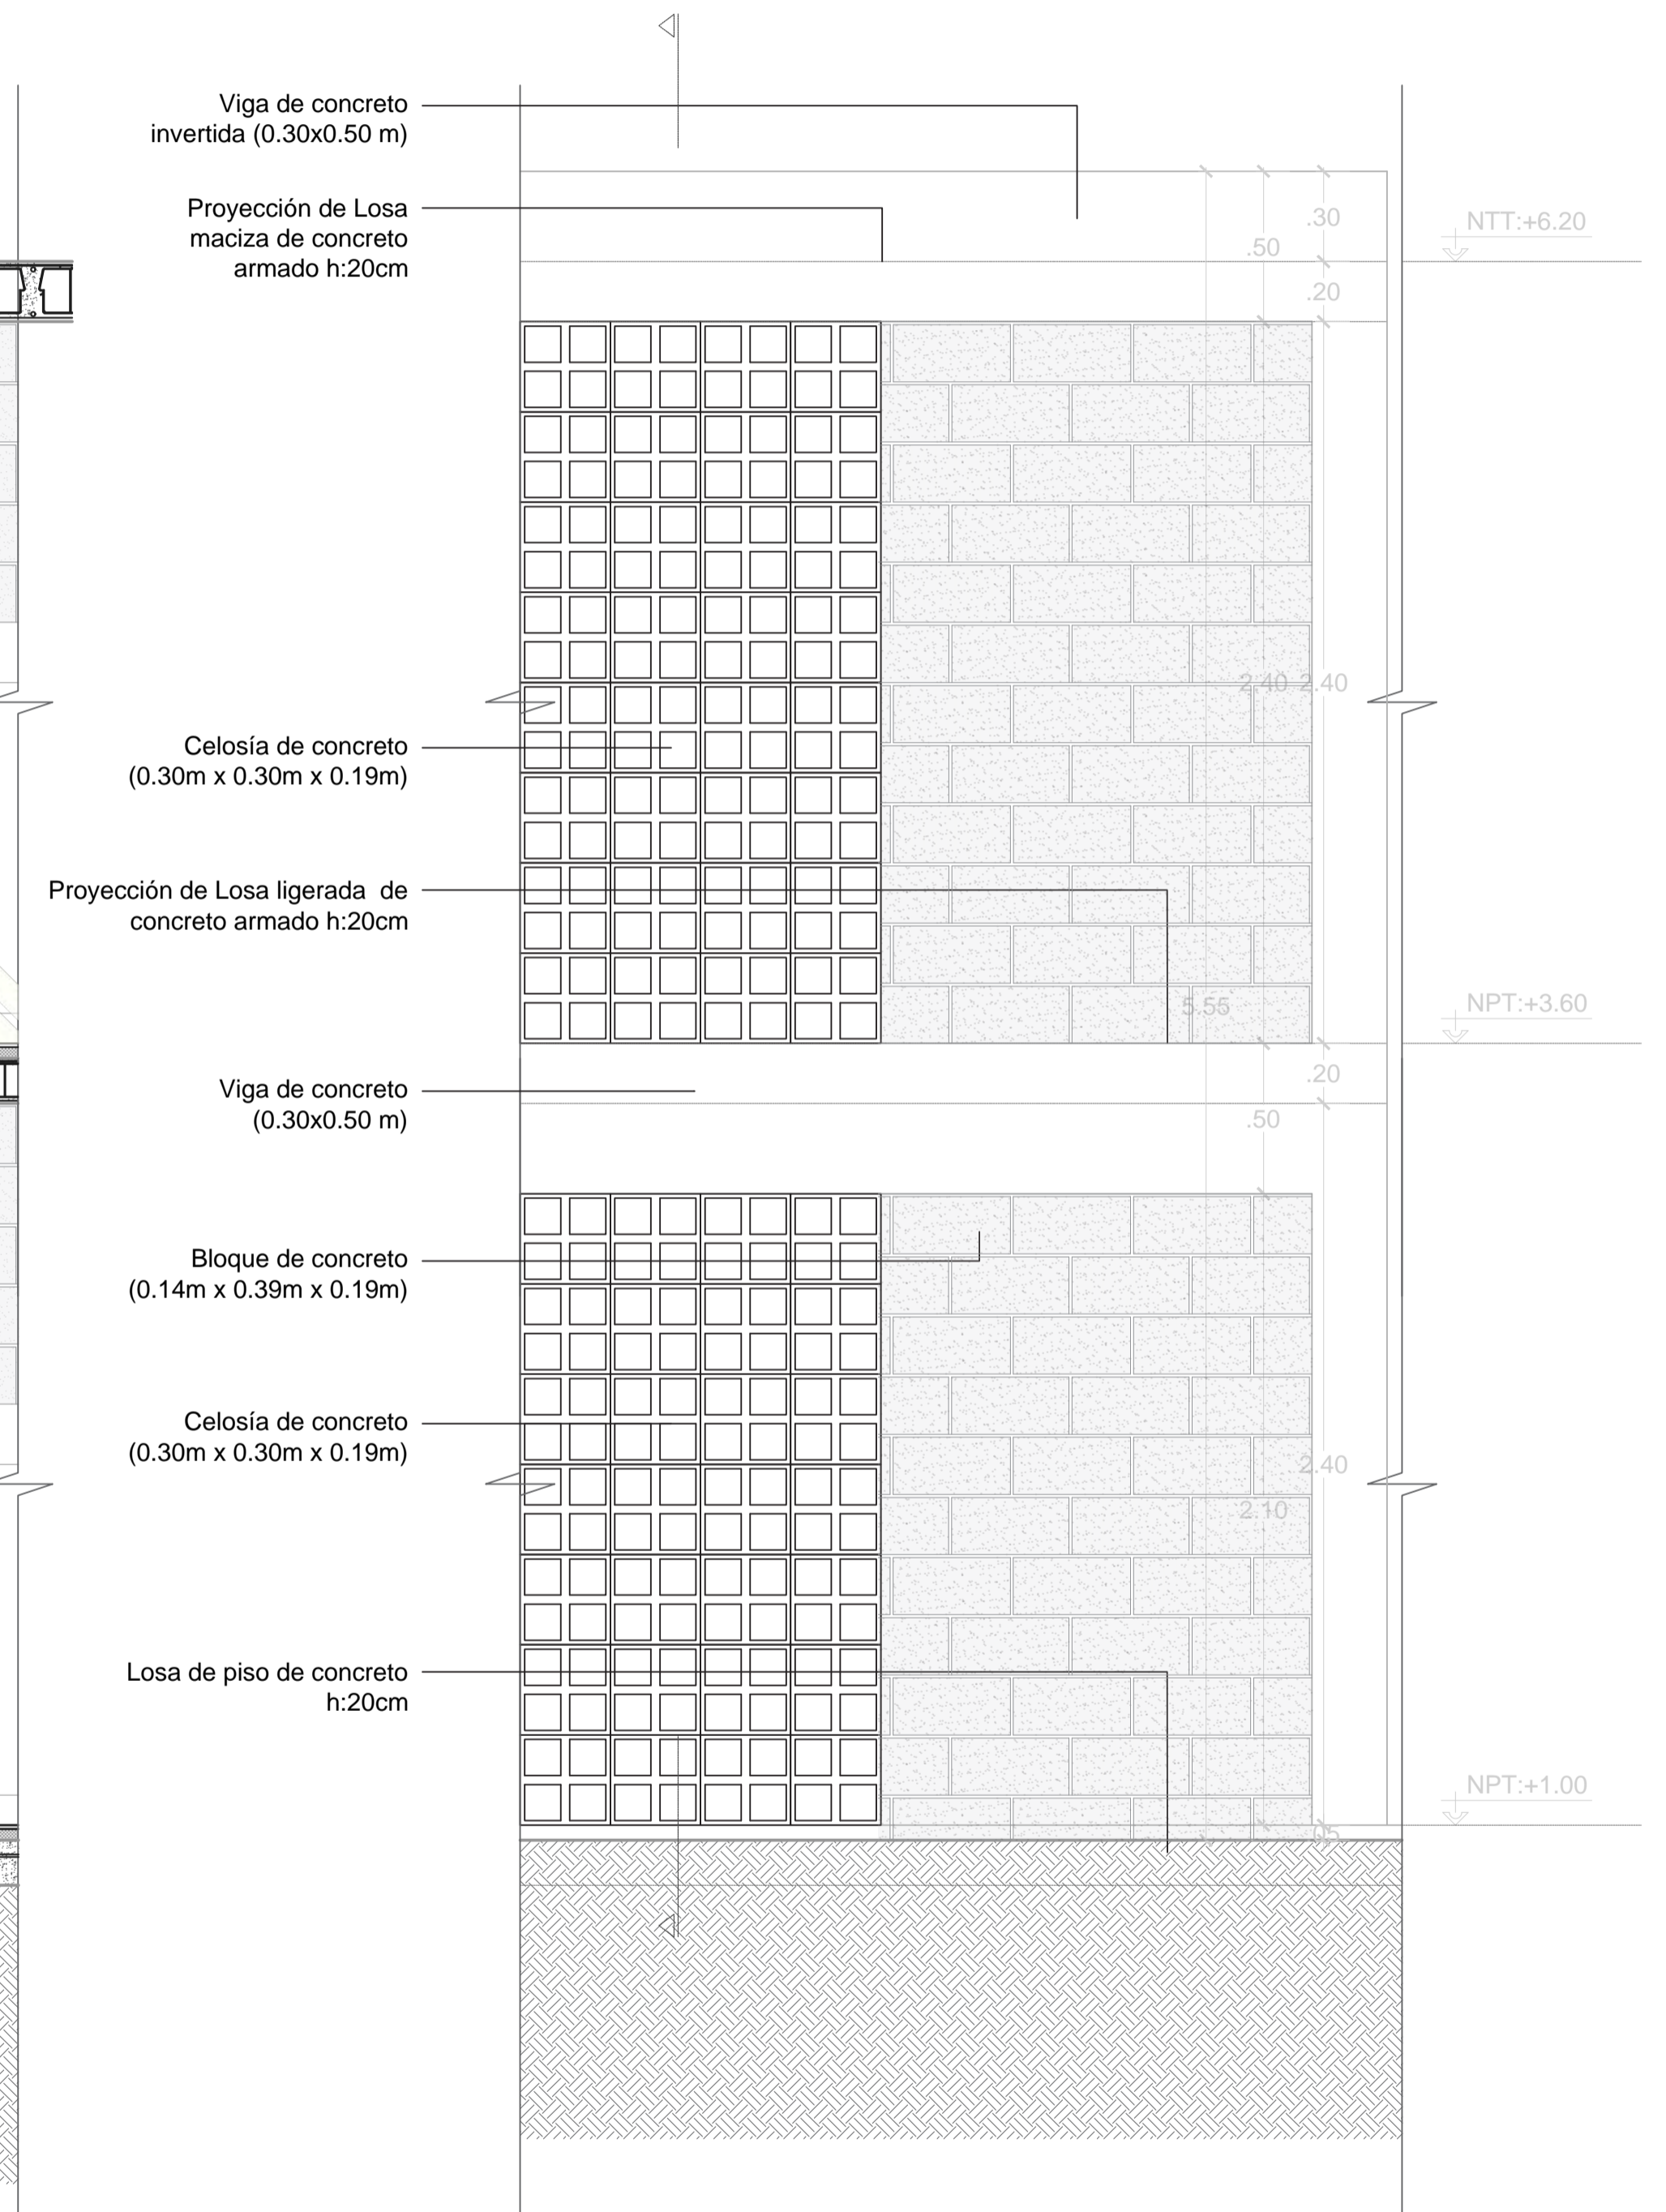 Viga de concreto
invertida (0.30x0.50 m)
Proyección de Losa
maciza de concreto
armado h:20cm
.30
NTT:+6.20
.50
.20
2.40
2.40
Celosía de concreto
(0.30m x 0.30m x 0.19m)
Proyección de Losa ligerada de
concreto armado h:20cm
5.55
NPT:+3.60
.20
Viga de concreto
(0.30x0.50 m)
.50
Bloque de concreto
(0.14m x 0.39m x 0.19m)
Celosía de concreto
(0.30m x 0.30m x 0.19m)
2.40
2.10
Losa de piso de concreto
h:20cm
NPT:+1.00
.05